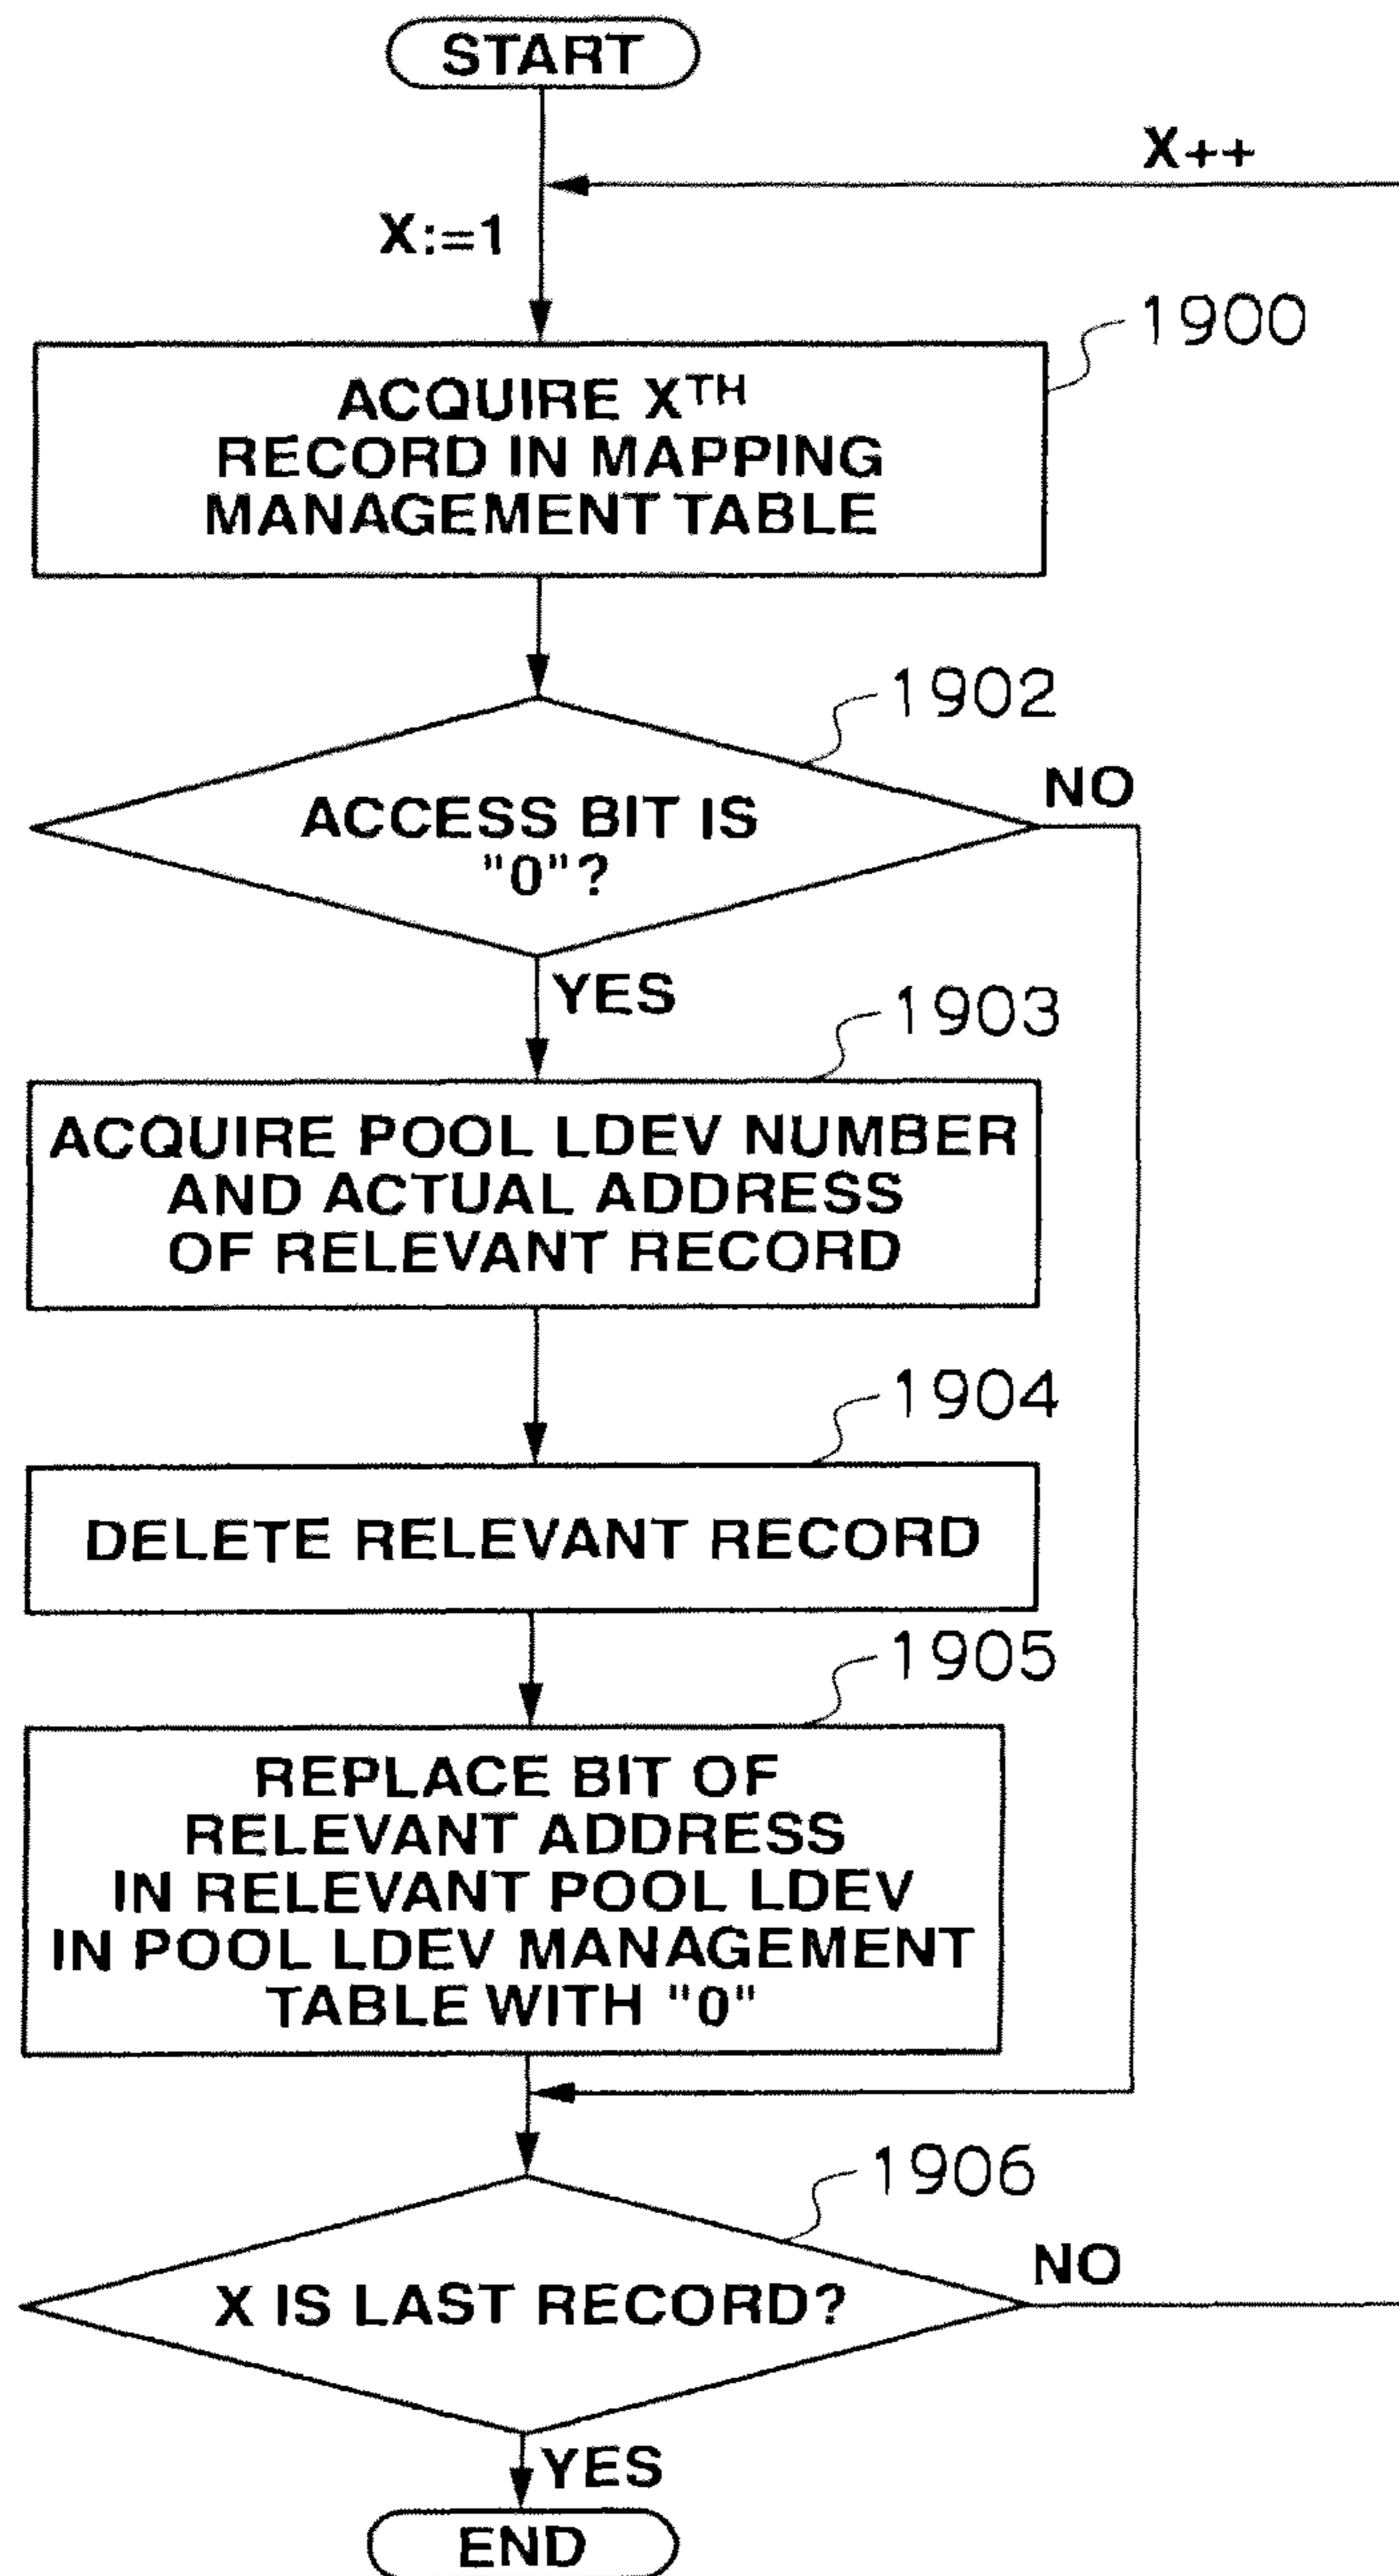 START
X++
X:=1
1900
ACQUIRE XTH
RECORD IN MAPPING
MANAGEMENT TABLE
1902
ACCESS BIT IS
"0"?
NO
YES
1903
ACQUIRE POOL LDEV NUMBER
AND ACTUAL ADDRESS
OF RELEVANT RECORD
1904
DELETE RELEVANT RECORD
1905
REPLACE BIT OF
RELEVANT ADDRESS
IN RELEVANT POOL LDEV
IN POOL LDEV MANAGEMENT
TABLE WITH "0"
1906
X IS LAST RECORD?
NO
YES
END